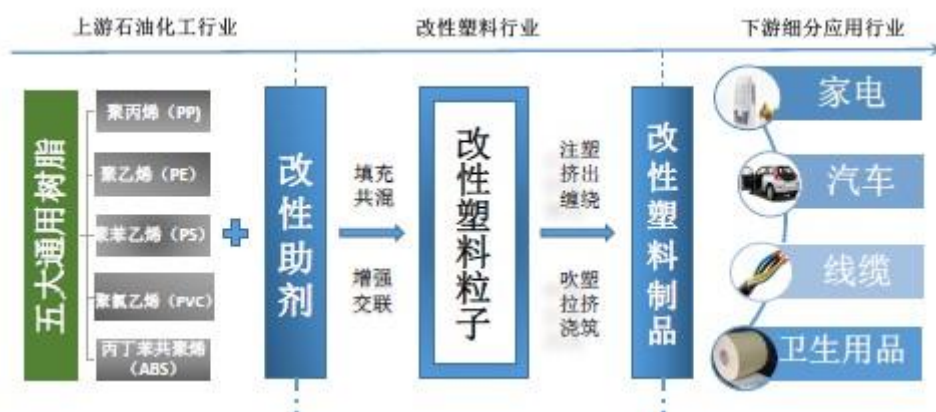 上游石油化工行业
改性塑料行业
下游细分应用行业
五大通用树脂
聚丙烯（PP)
聚乙烯（PE）
聚苯乙烯（PS）
聚氯乙烯（PVC）
丙丁苯共聚烯
（ABS）
改性助剂
填充
共混
增强
交联
改性塑料粒子
注塑
挤出
缠绕
吹塑
拉挤
浇筑
改性塑料制品
家电
汽车
线缆
卫生用品